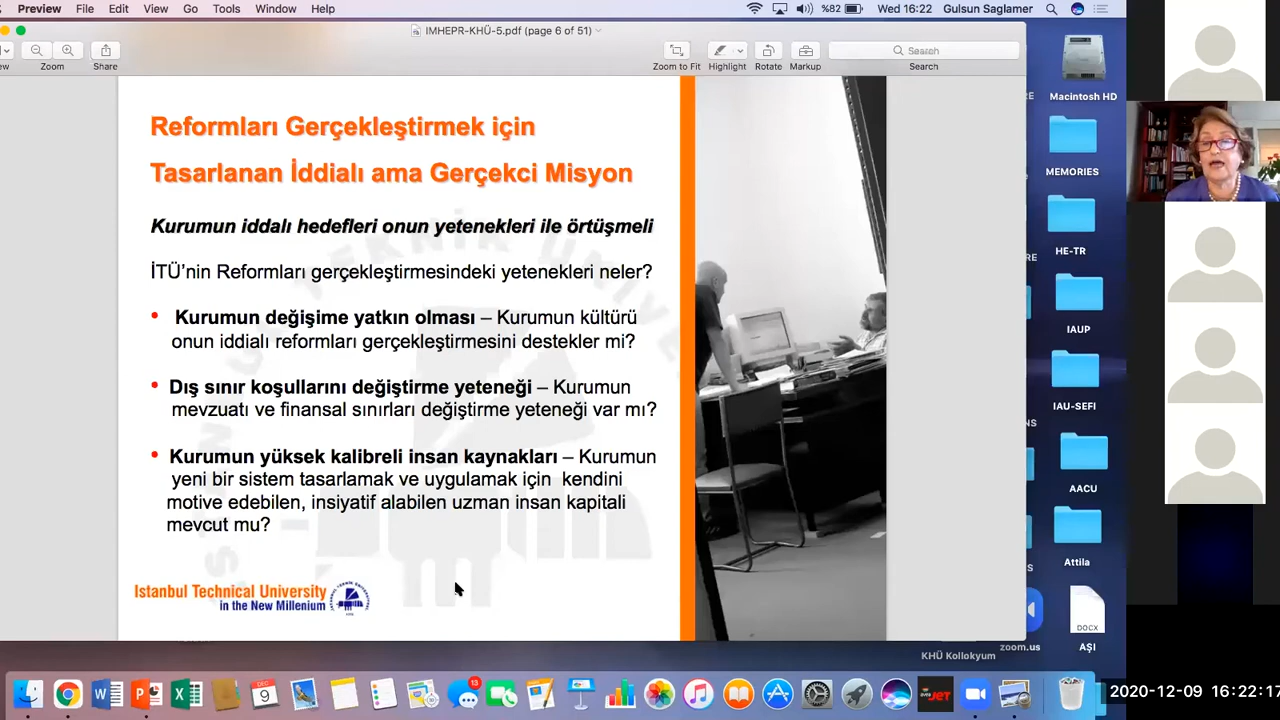 Preview File Edit View Go Tools Window Help %82 Wed 16:22 Gulsun Saglamer
IMHEPR-KHÜ-5.pdf (page 6 of 51)
Search
Zoom Share Zoom to Fit Highlight Rotate Markup Search
Reformları Gerçekleştirmek için
Tasarlanan İddialı ama Gerçekci Misyon
Kurumun iddalı hedefleri onun yetenekleri ile örtüşmeli
İTÜ'nin Reformları gerçekleştirmesindeki yetenekleri neler?
• Kurumun değişime yatkın olması – Kurumun kültürü
onun iddialı reformları gerçekleştirmesini destekler mi?
• Dış sınır koşullarını değiştirme yeteneği – Kurumun
mevzuatı ve finansal sınırları değiştirme yeteneği var mı?
• Kurumun yüksek kalibreli insan kaynakları – Kurumun
yeni bir sistem tasarlamak ve uygulamak için kendini
motive edebilen, insiyatif alabilen uzman insan kapitali
mevcut mu?
Istanbul Technical University
in the New Millenium
Macintosh HD
MEMORIES
HE-TR
IAUP
IAU-SEFI
AACU
Attila
DOCX
zoom.us AŞI
KHÜ Kollokyum
13
DEC
9
JET
2020-12-09 16:22:17